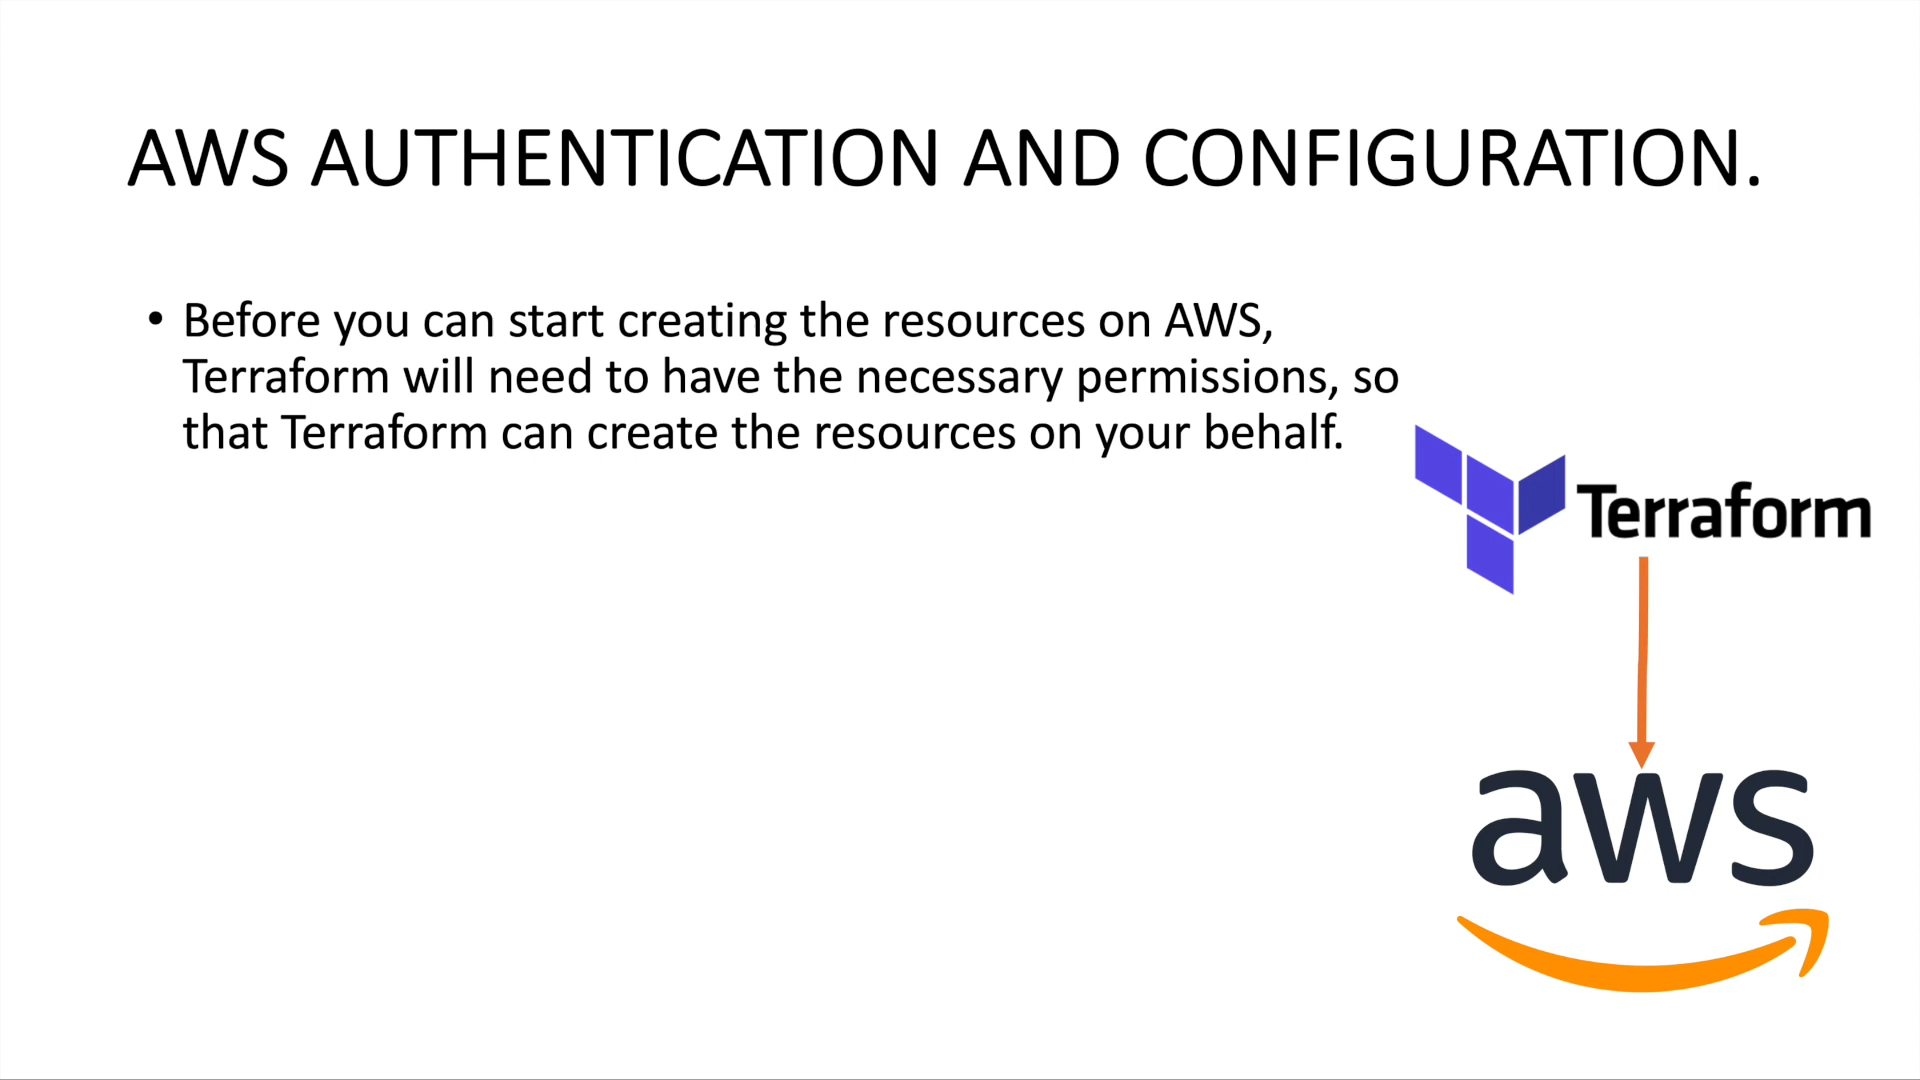 AWS AUTHENTICATION AND CONFIGURATION.
• Before you can start creating the resources on AWS,
Terraform will need to have the necessary permissions, so
that Terraform can create the resources on your behalf.
Terraform
aws